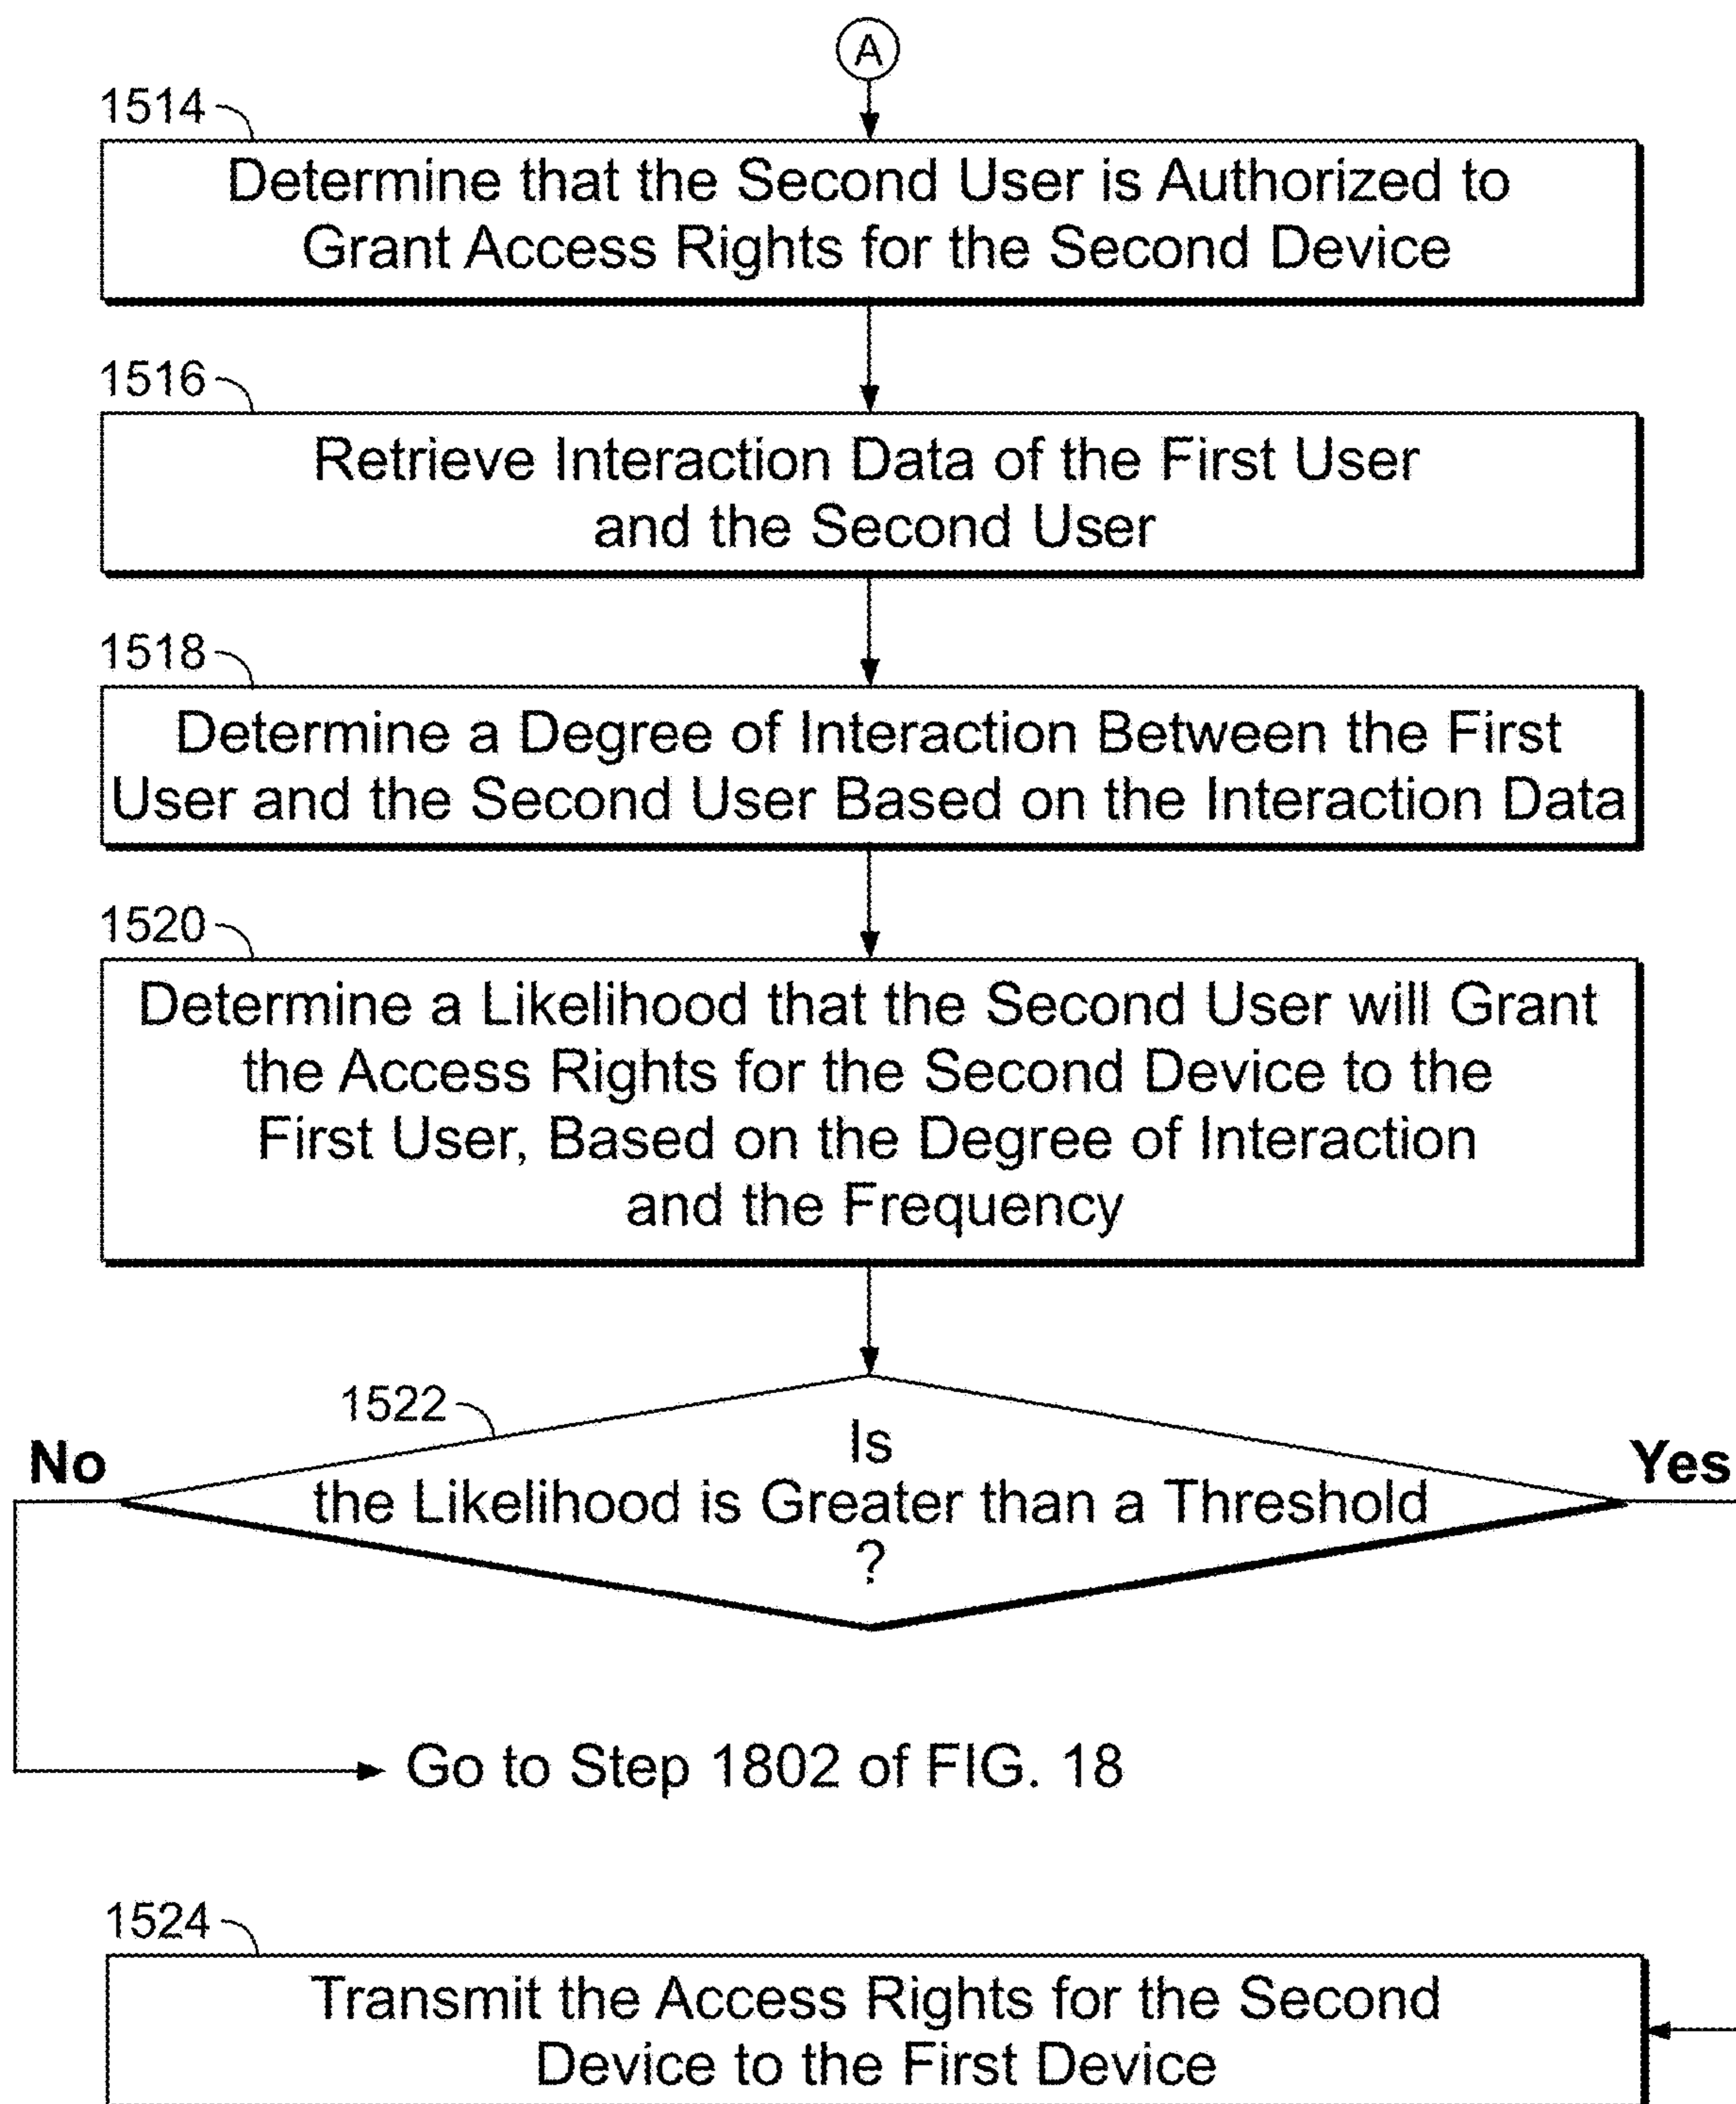 A
1514
Determine that the Second User is Authorized to
Grant Access Rights for the Second Device
1516
Retrieve Interaction Data of the First User
and the Second User
1518
Determine a Degree of Interaction Between the First
User and the Second User Based on the Interaction Data
1520
Determine a Likelihood that the Second User will Grant
the Access Rights for the Second Device to the
First User, Based on the Degree of Interaction
and the Frequency
1522
Is
No
Yes
the Likelihood is Greater than a Threshold
?
Go to Step 1802 of FIG. 18
1524
Transmit the Access Rights for the Second
Device to the First Device